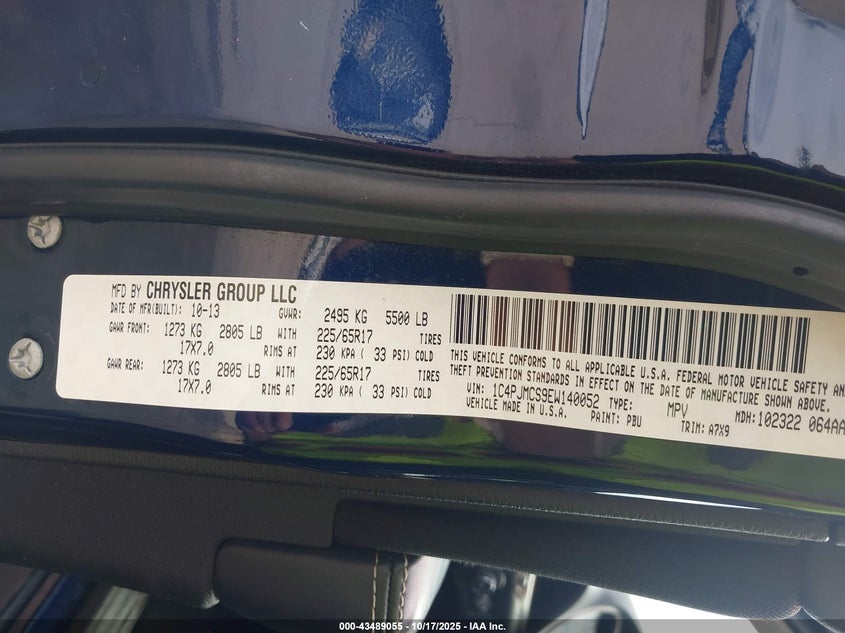 MFD BY CHRYSLER GROUP LLC
DATE OF MFR(BUILT): 10-13 GVWR: 2495 KG 5500 LB
GAWR FRONT: 1273 KG 2805 LB WITH 225/65R17 TIRES
17X7.0 RIMS AT 230 KPA ( 33 PSI) COLD
GAWR REAR: 1273 KG 2805 LB WITH 225/65R17 TIRES
17X7.0 RIMS AT 230 KPA ( 33 PSI) COLD
THIS VEHICLE CONFORMS TO ALL APPLICABLE U.S.A. FEDERAL MOTOR VEHICLE SAFETY AN
THEFT PREVENTION STANDARDS IN EFFECT ON THE DATE OF MANUFACTURE SHOWN ABOVE.
VIN: 1C4PJMCS9EW140052 TYPE: MPV MDH: 102322 064AA
VEHICLE MADE IN U.S.A. PAINT: PBU TRIM: A7X9
000-43489055 - 10/17/2025 - IAA Inc.